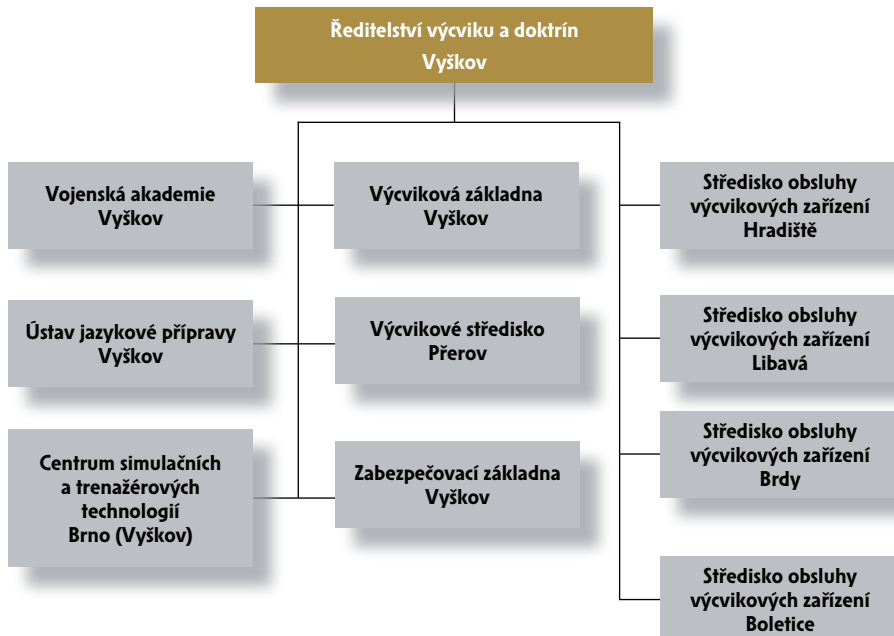 Ředitelství výcviku a doktrín
Vyškov
Vojenská akademie
Vyškov
Výcviková základna
Vyškov
Středisko obsluhy
výcvikových zařízení
Hradiště
Ústav jazykové přípravy
Vyškov
Výcvikové středisko
Přerov
Středisko obsluhy
výcvikových zařízení
Libavá
Centrum simulačních
a trenažérových
technologií
Brno (Vyškov)
Zabezpečovací základna
Vyškov
Středisko obsluhy
výcvikových zařízení
Brdy
Středisko obsluhy
výcvikových zařízení
Boletice